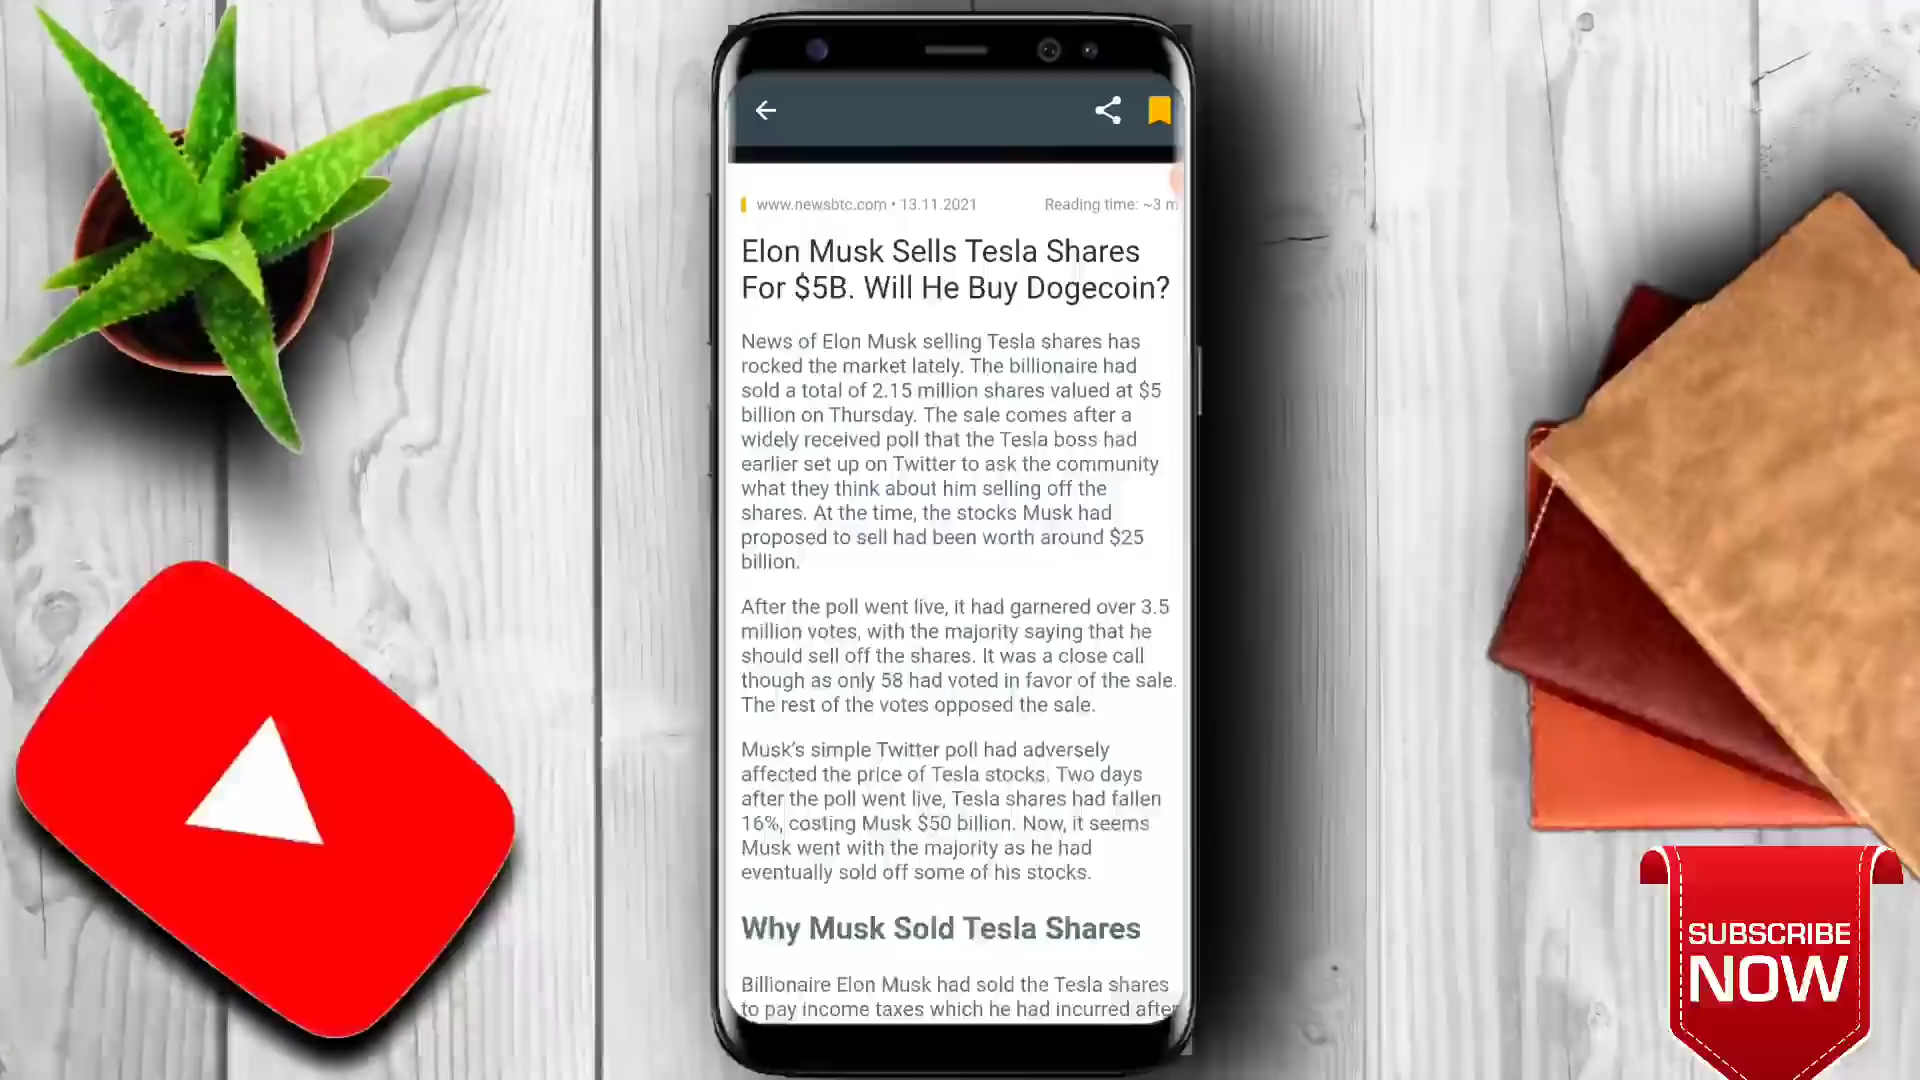 www.newsbtc.com • 13.11.2021
Reading time: ~3 m
Elon Musk Sells Tesla Shares
For $5B. Will He Buy Dogecoin?
News of Elon Musk selling Tesla shares has
rocked the market lately. The billionaire had
sold a total of 2.15 million shares valued at $5
billion on Thursday. The sale comes after a
widely received poll that the Tesla boss had
earlier set up on Twitter to ask the community
what they think about him selling off the
shares. At the time, the stocks Musk had
proposed to sell had been worth around $25
billion.
After the poll went live, it had garnered over 3.5
million votes, with the majority saying that he
should sell off the shares. It was a close call
though as only 58 had voted in favor of the sale.
The rest of the votes opposed the sale.
Musk’s simple Twitter poll had adversely
affected the price of Tesla stocks. Two days
after the poll went live, Tesla shares had fallen
16%, costing Musk $50 billion. Now, it seems
Musk went with the majority as he had
eventually sold off some of his stocks.
Why Musk Sold Tesla Shares
Billionaire Elon Musk had sold the Tesla shares
to pay income taxes which he had incurred after
SUBSCRIBE
NOW